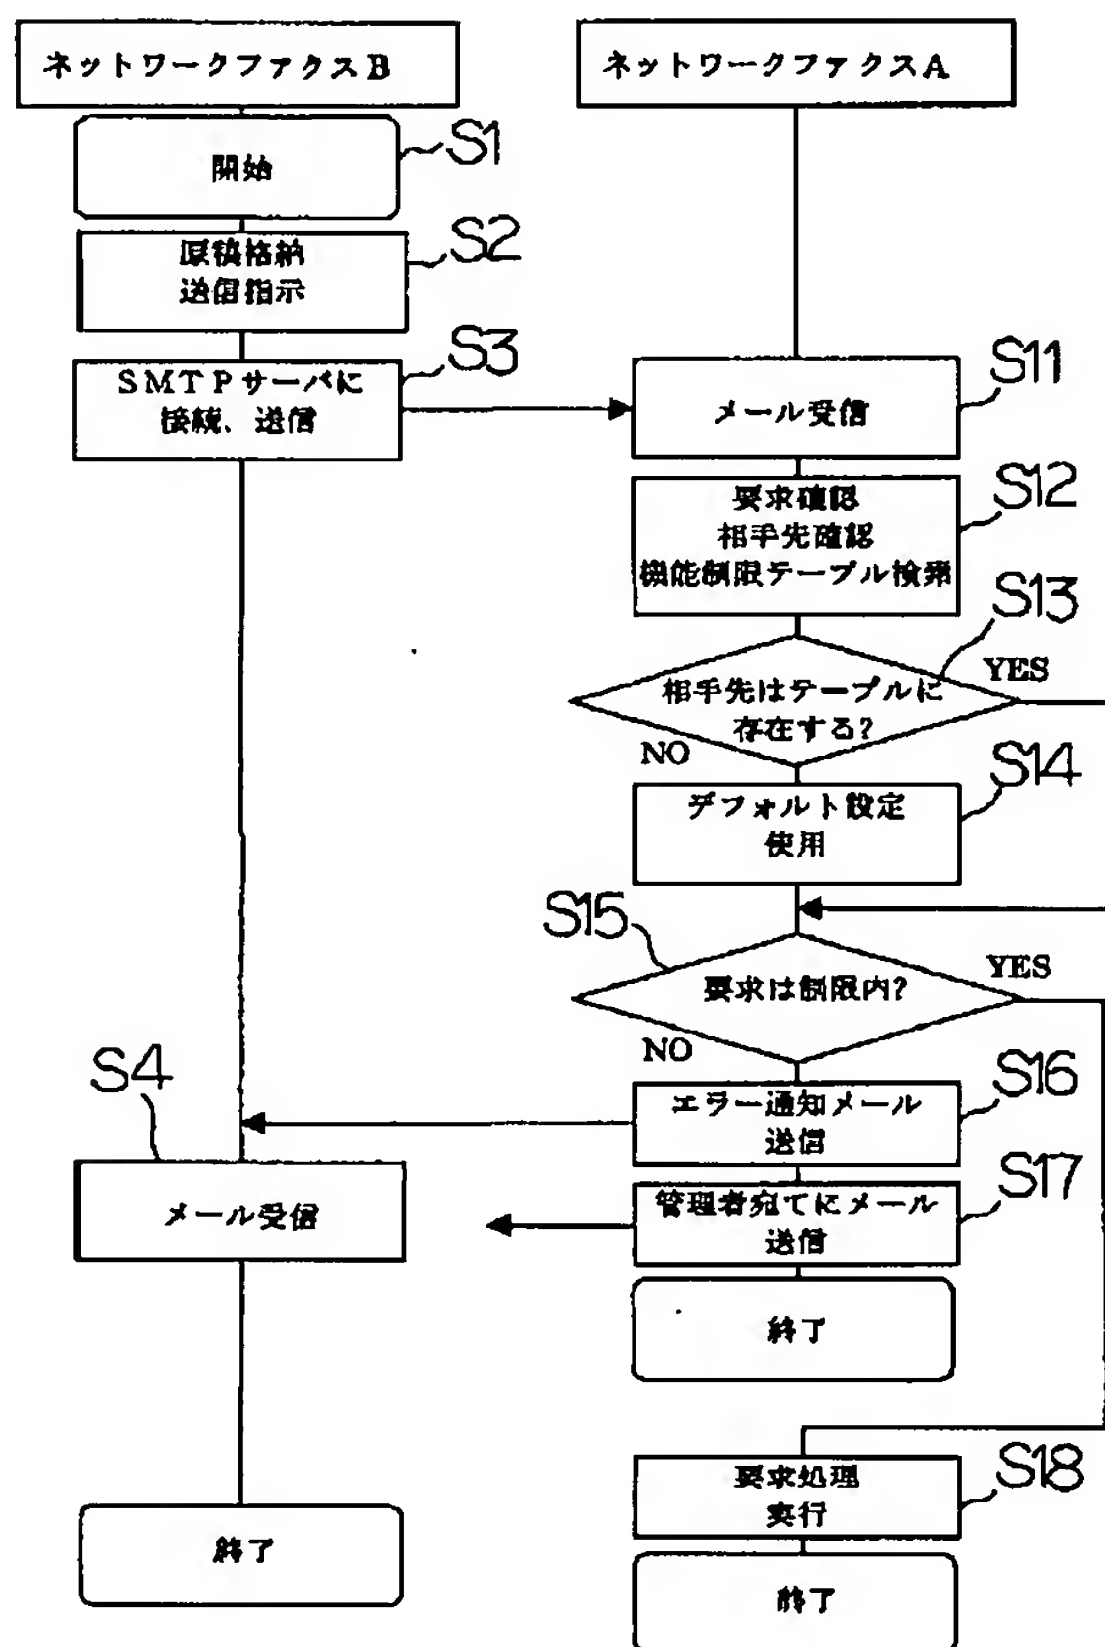 ネットワークファクスB
ネットワークファクスA
開始
S1
原稿格納
送信指示
S2
SMTPサーバに
接続、送信
S3
メール受信
S11
要求確認
相手先確認
機能制限テーブル検索
S12
S13
相手先はテーブルに
存在する?
YES
NO
デフォルト設定
使用
S14
S15
要求は制限内?
YES
NO
エラー通知メール
送信
S16
S4
メール受信
管理者宛てにメール
送信
S17
終了
要求処理
実行
S18
終了
終了